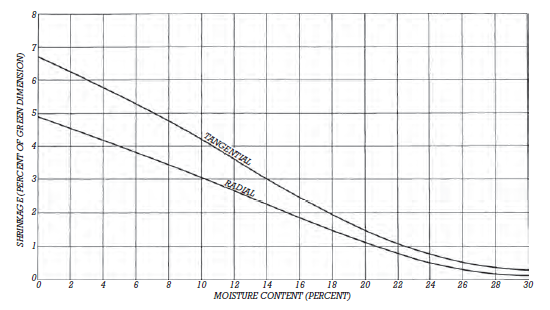 8
7
6
5
4
3
2
1
0
SHRINKAGE (PERCENT OF GREEN DIMENSION)
TANGENTIAL
RADIAL
0 2 4 6 8 10 12 14 16 18 20 22 24 26 28 30
MOISTURE CONTENT (PERCENT)